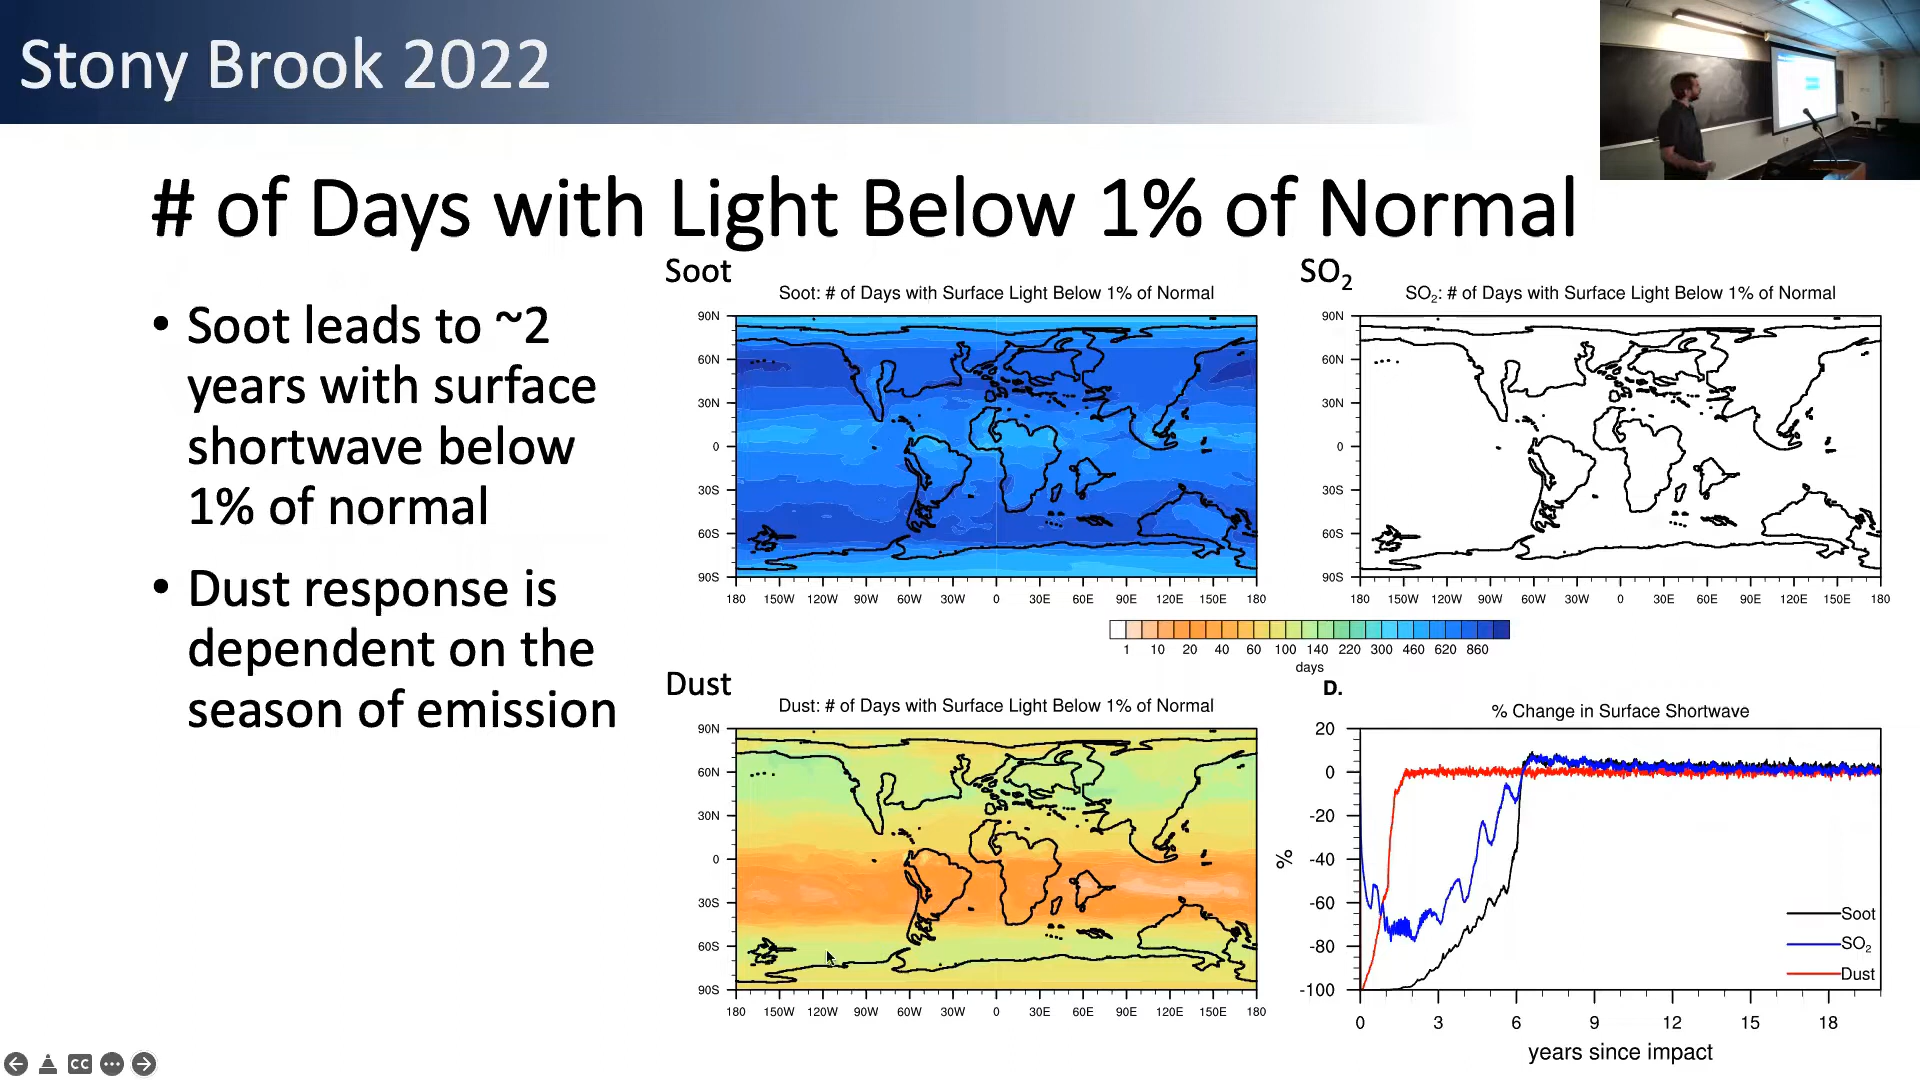 Stony Brook 2022
# of Days with Light Below 1% of Normal
• Soot leads to ~2
years with surface
shortwave below
1% of normal
• Dust response is
dependent on the
season of emission
Soot
Soot: # of Days with Surface Light Below 1% of Normal
90N
60N
30N
0
30S
60S
90S
180 150W 120W 90W 60W 30W 0 30E 60E 90E 120E 150E 180
SO₂
SO₂: # of Days with Surface Light Below 1% of Normal
90N
60N
30N
0
30S
60S
90S
180 150W 120W 90W 60W 30W 0 30E 60E 90E 120E 150E 180
1 10 20 40 60 100 140 220 300 460 620 860
days
Dust
Dust: # of Days with Surface Light Below 1% of Normal
90N
60N
30N
0
30S
60S
90S
180 150W 120W 90W 60W 30W 0 30E 60E 90E 120E 150E 180
D.
% Change in Surface Shortwave
20
0
-20
-40
-60
-80
-100
%
Soot
SO₂
Dust
0 3 6 9 12 15 18
years since impact
CC